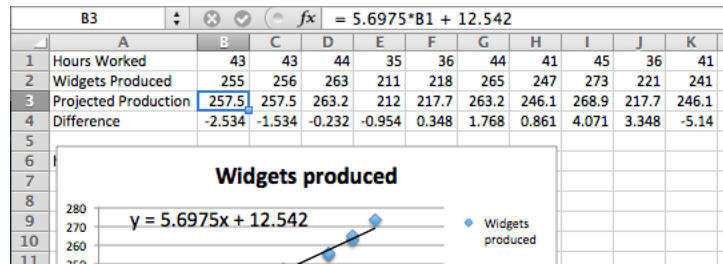 B3 fx = 5.6975*B1 + 12.542
A B C D E F G H I J K
1 Hours Worked 43 43 44 35 36 44 41 45 36 41
2 Widgets Produced 255 256 263 211 218 265 247 273 221 241
3 Projected Production 257.5 257.5 263.2 212 217.7 263.2 246.1 268.9 217.7 246.1
4 Difference -2.534 -1.534 -0.232 -0.954 0.348 1.768 0.861 4.071 3.348 -5.14
5
6
7
8
9
10
11
Widgets produced
280
270
260
y = 5.6975x + 12.542
Widgets
produced